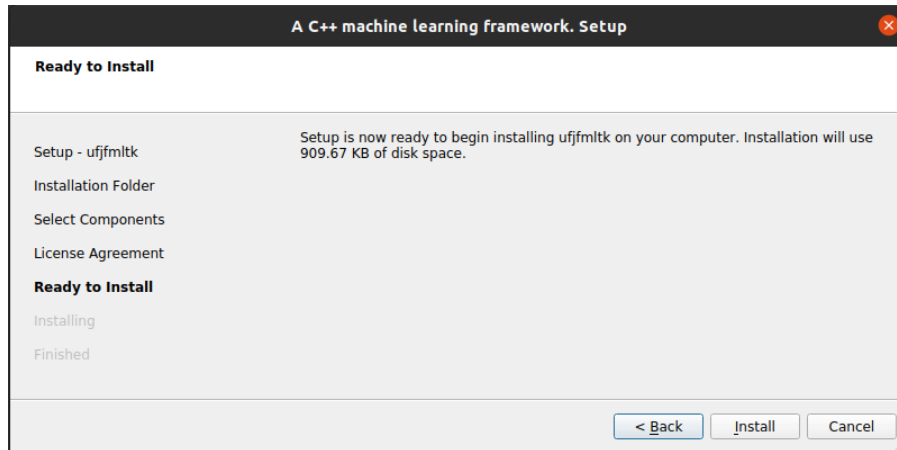 A C++ machine learning framework. Setup
Ready to Install
Setup - ufjfmltk
Installation Folder
Select Components
License Agreement
Ready to Install
Installing
Finished
Setup is now ready to begin installing ufjfmltk on your computer. Installation will use
909.67 KB of disk space.
< Back
Install
Cancel